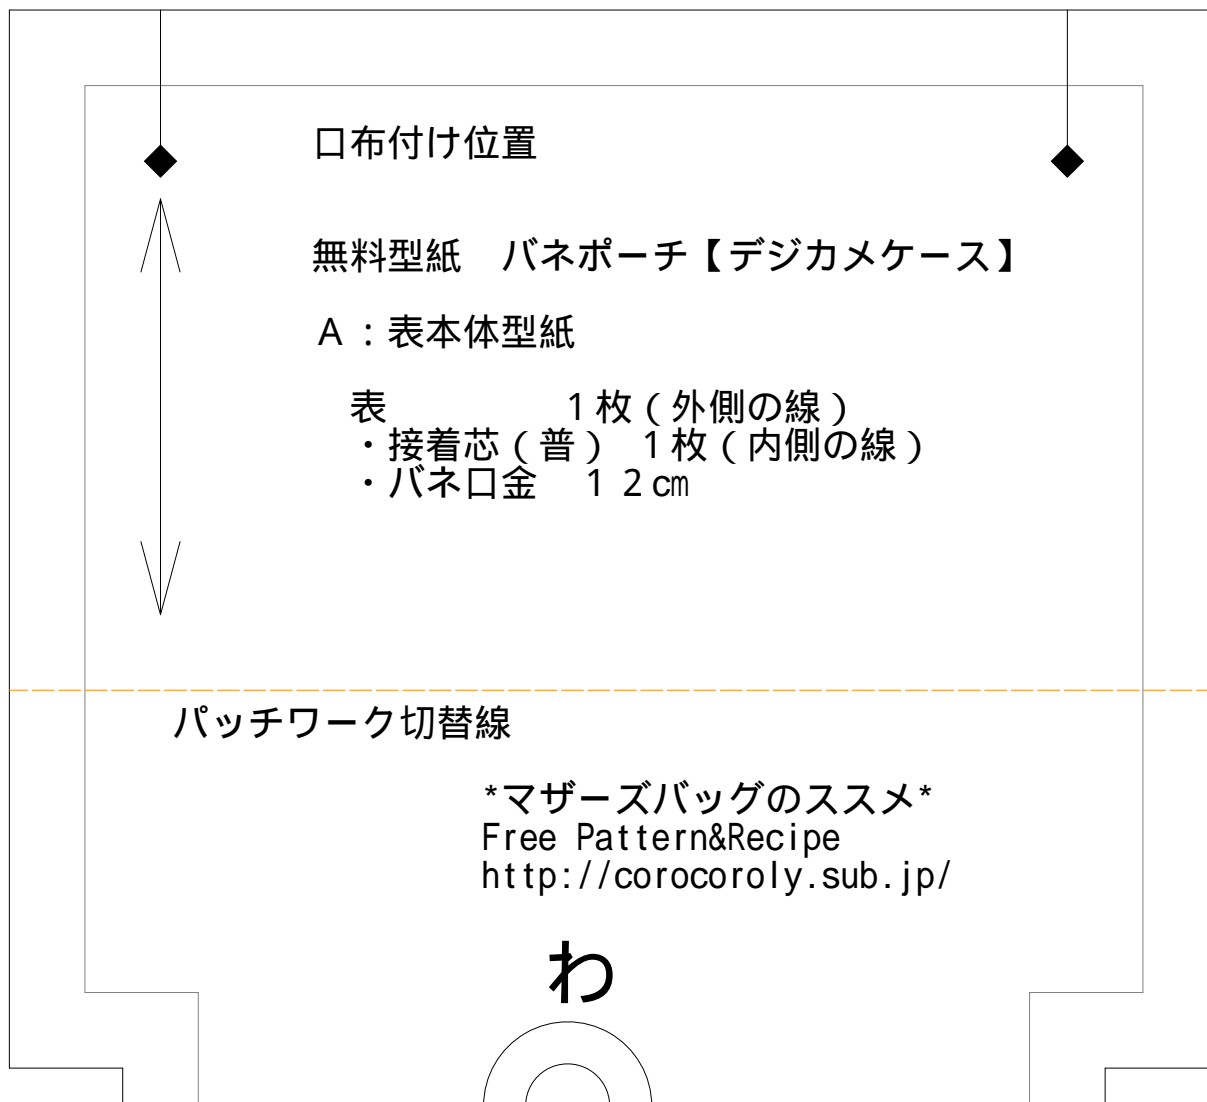 口布付け位置
無料型紙　バネポーチ【デジカメケース】
Ａ：表本体型紙
表　　　　　１枚（外側の線）
・接着芯（普）　１枚（内側の線）
・バネ口金　１２㎝
パッチワーク切替線
*マザーズバッグのススメ*
Free Pattern&Recipe
http://corocoroly.sub.jp/
わ